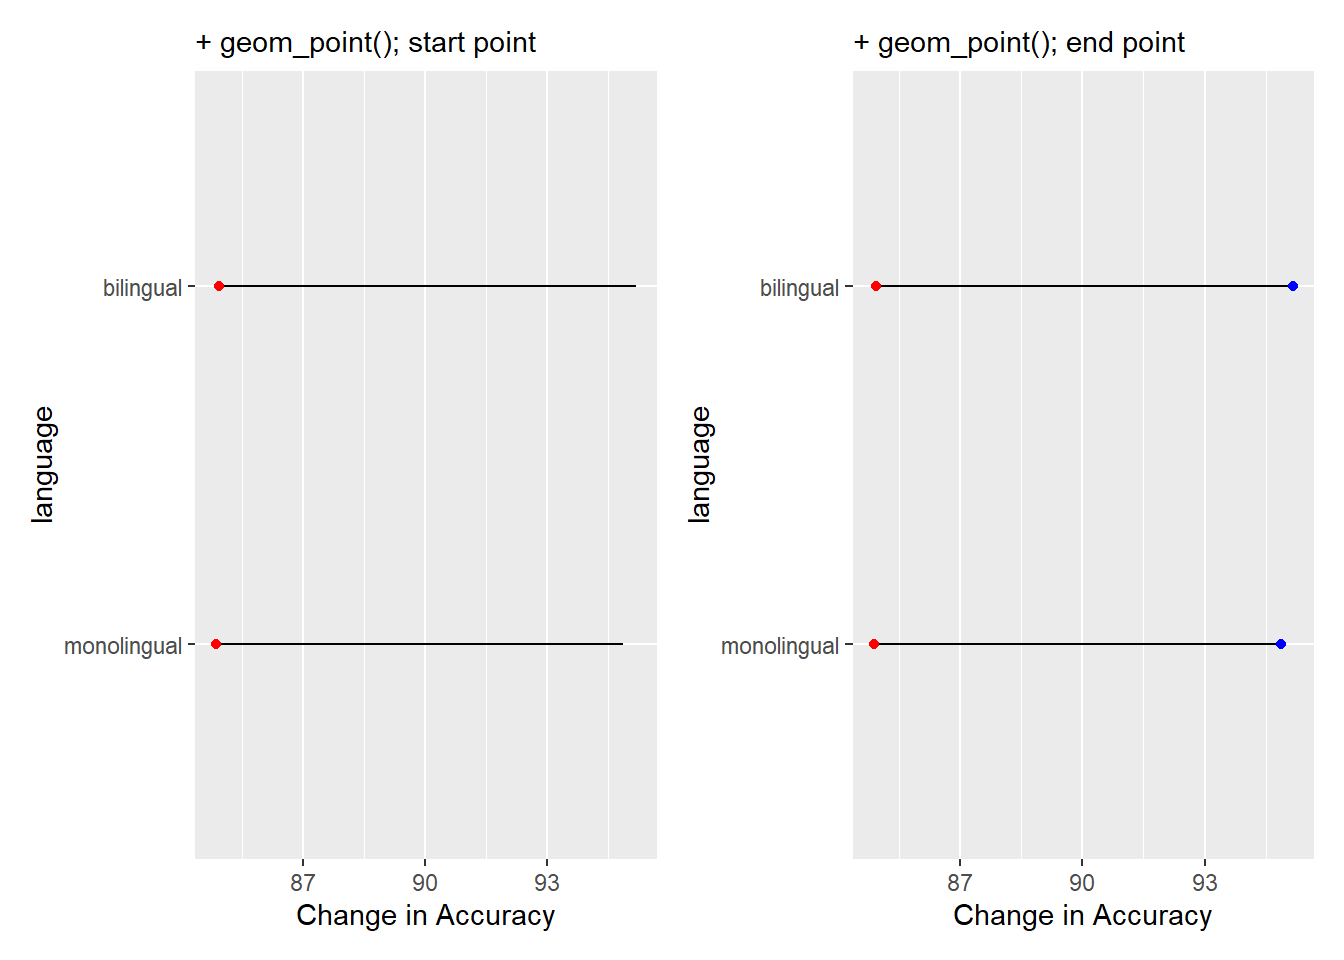 + geom_point(); start point
language
bilingual
monolingual
87 90 93
Change in Accuracy
+ geom_point(); end point
language
bilingual
monolingual
87 90 93
Change in Accuracy